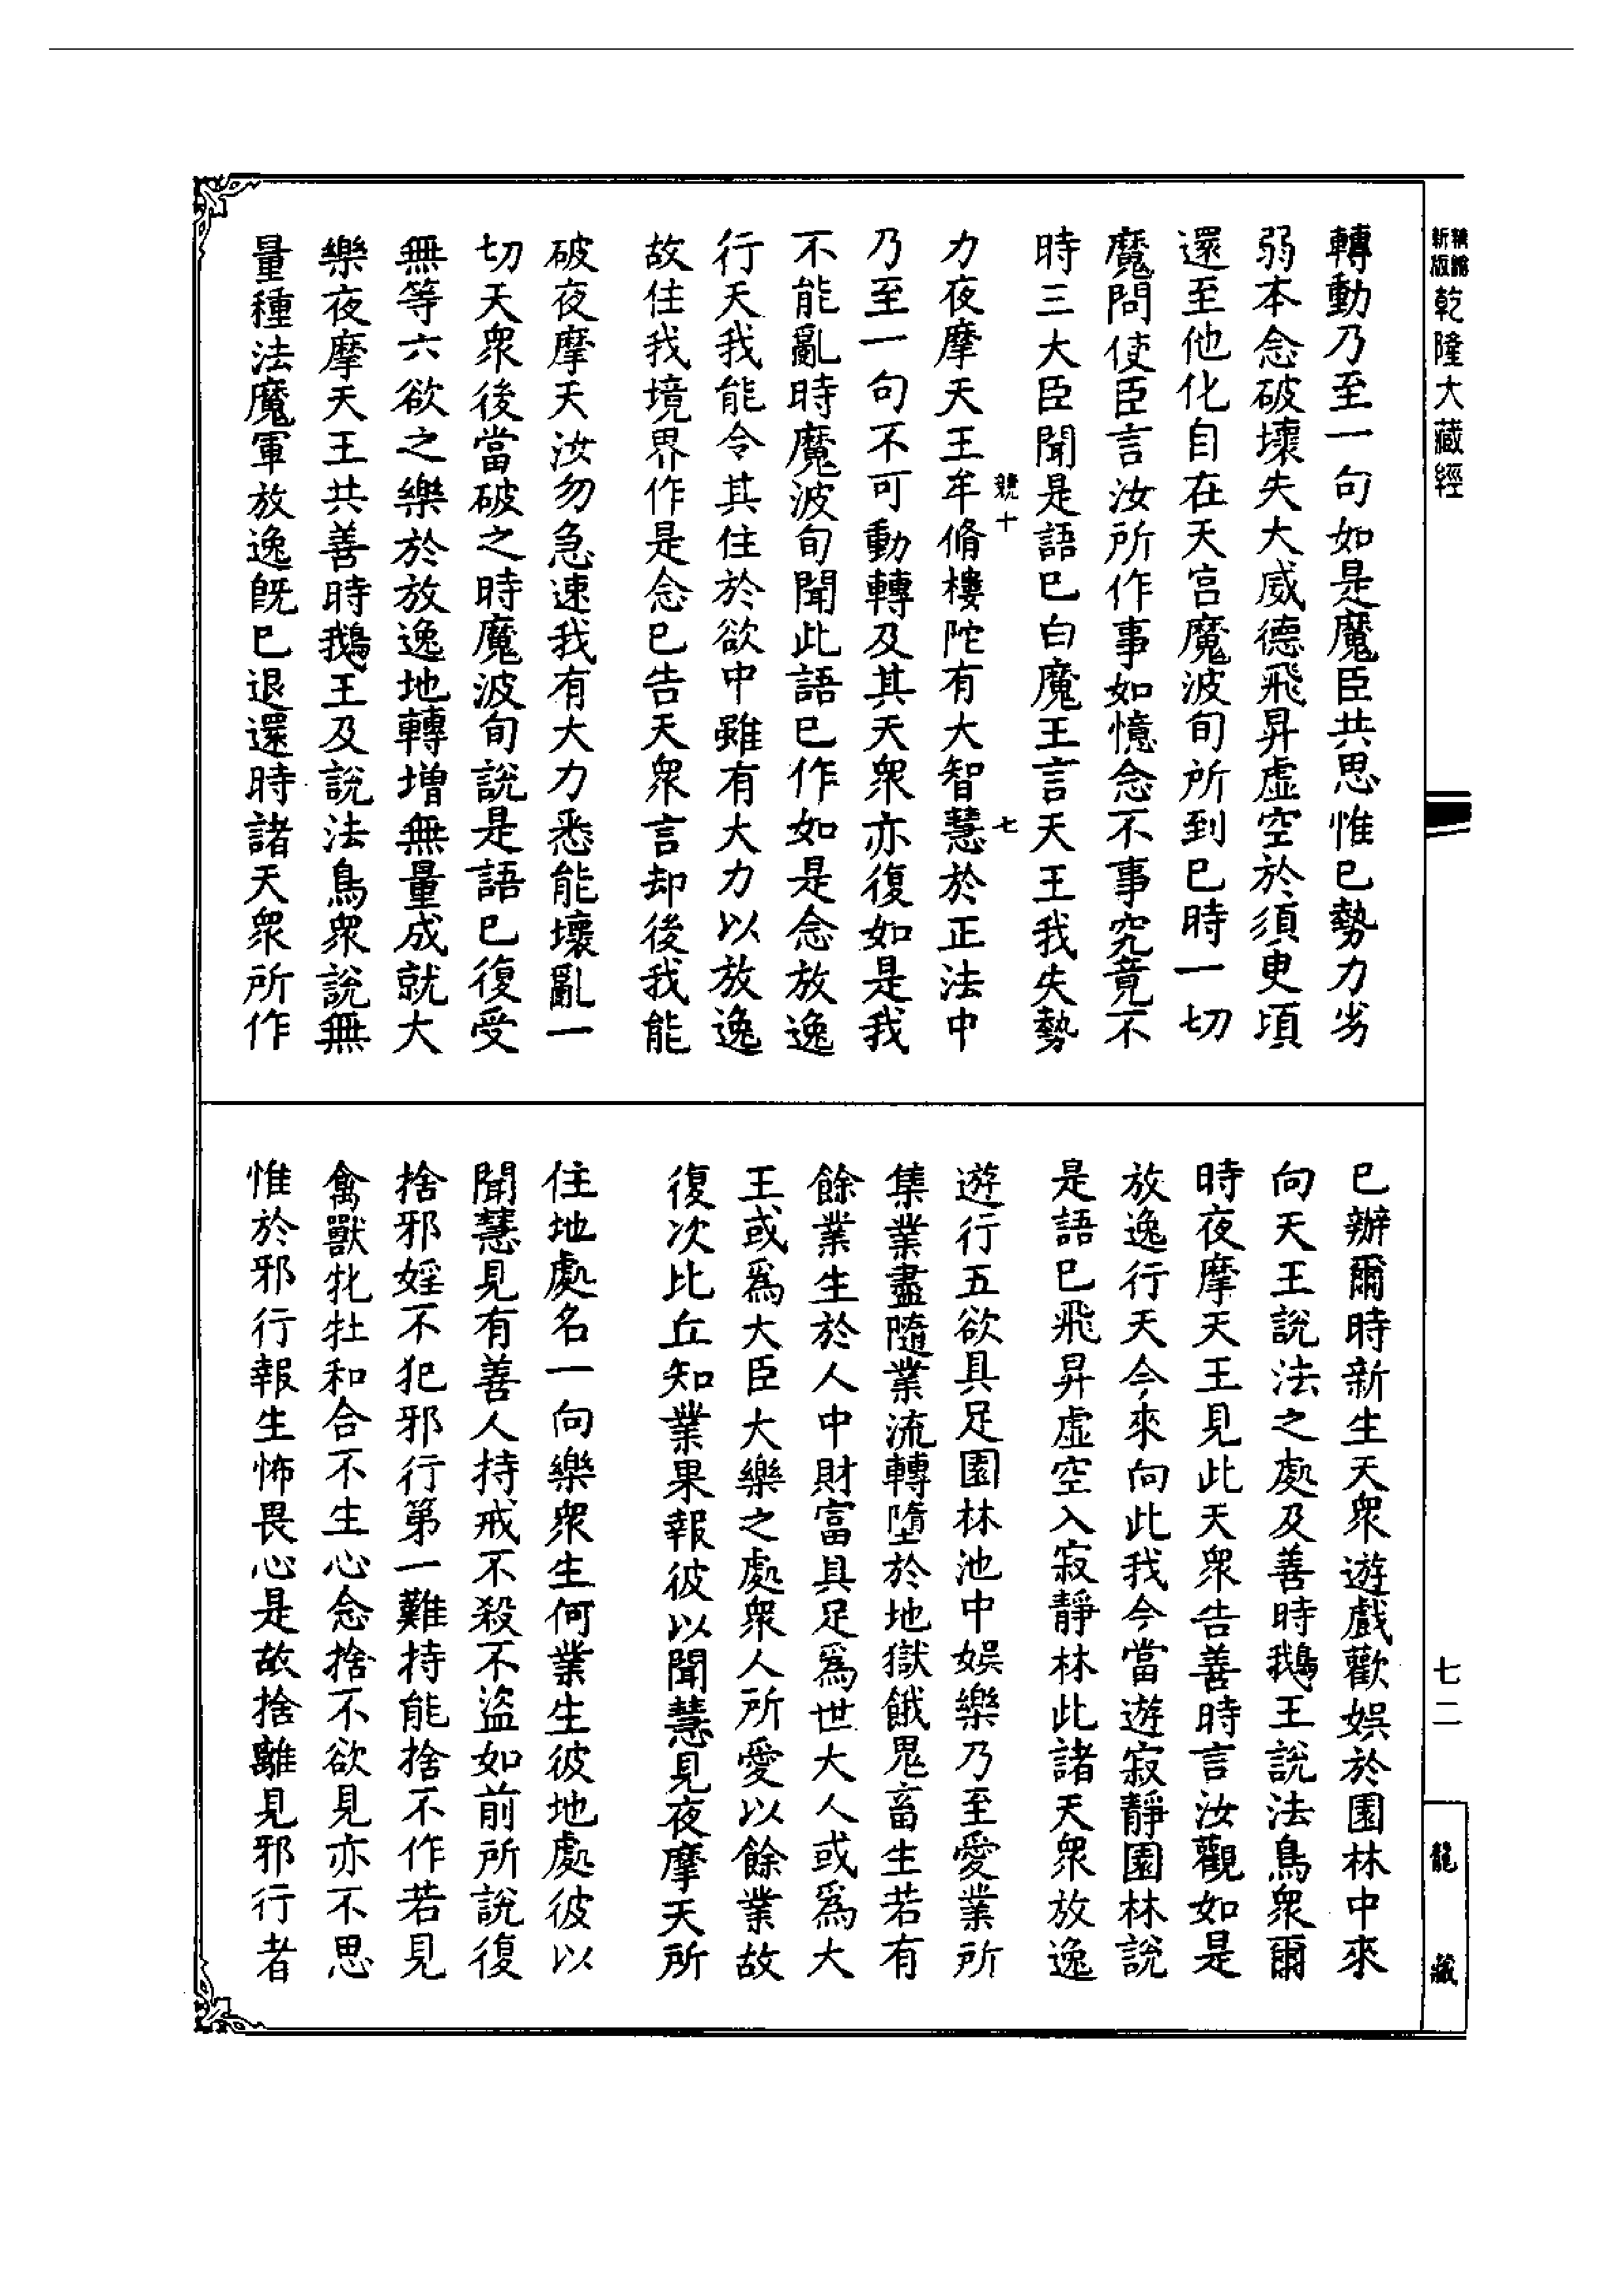 精緻新版乾隆大藏經
轉動乃至一句如是魔臣共思惟已勢力劣
弱本念破壞失大威德飛昇虛空於須臾頃
還至他化自在天宮魔波旬所到已時一切
魔問使臣言汝所作事如憶念不事究竟不
時三大臣聞是語已白魔王言天王我失勢
競十 七
力夜摩天王牟脩樓陀有大智慧於正法中
乃至一句不可動轉及其天眾亦復如是我
不能亂時魔波旬聞此語已作如是念放逸
行天我能令其住於欲中雖有大力以放逸
故住我境界作是念已告天眾言却後我能
破夜摩天汝勿急速我有大力悉能壞亂一
切天眾後當破之時魔波旬說是語已復受
無等六欲之樂於放逸地轉增無量成就大
樂夜摩天王共善時鵝王及說法鳥眾說無
量種法魔軍放逸既已退還時諸天眾所作
已辦爾時新生天眾遊戲歡娛於園林中來
向天王說法之處及善時鵝王說法鳥眾爾
時夜摩天王見此天眾告善時言汝觀如是
放逸行天今來向此我今當遊寂靜園林說
是語已飛昇虛空入寂靜林此諸天眾放逸
遊行五欲具足園林池中娛樂乃至愛業所
集業盡隨業流轉墮於地獄餓鬼畜生若有
餘業生於人中財富具足為世大人或為大
王或為大臣大樂之處眾人所愛以餘業故
復次比丘知業果報彼以聞慧見夜摩天所
住地處名一向樂眾生何業生彼地處彼以
聞慧見有善人持戒不殺不盜如前所說復
捨邪婬不犯邪行第一難持能捨不作若見
禽獸牝牡和合不生心念捨不欲見亦不思
惟於邪行報生怖畏心是故捨離見邪行者
七二
龍藏